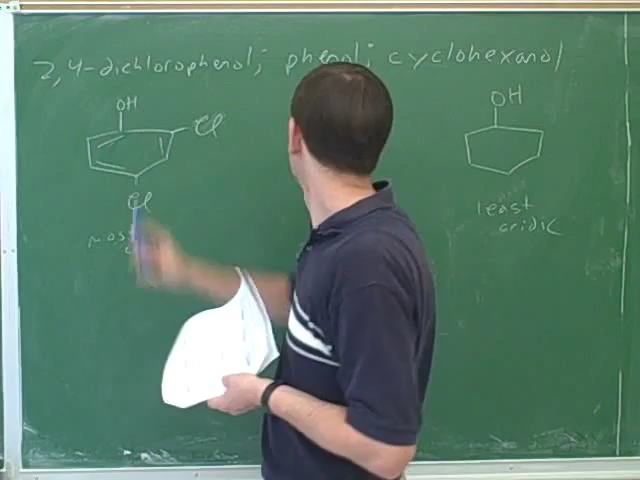 2,4-dichlorophenol; phenol; cyclohexanol
OH
Cl
Cl
OH
least
acidic